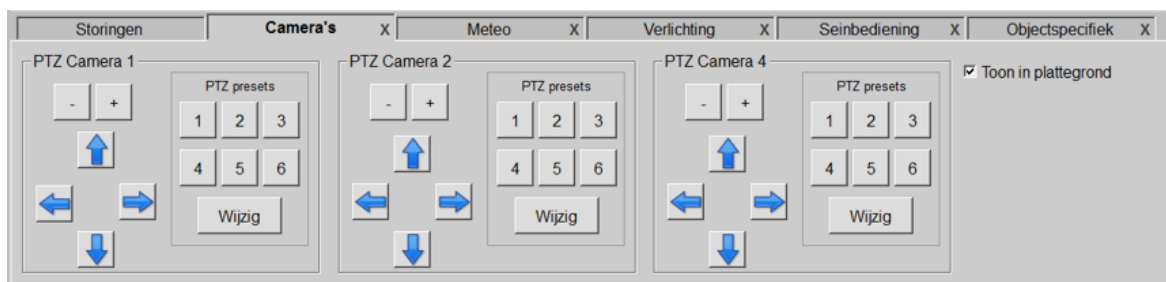 Storingen Camera's X Meteo X Verlichting X Seinbediening X Objectspecifiek X
PTZ Camera 1 PTZ Camera 2 PTZ Camera 4 Toon in plattegrond
- + PTZ presets - + PTZ presets - + PTZ presets
1 2 3 1 2 3 1 2 3
4 5 6 4 5 6 4 5 6
Wijzig Wijzig Wijzig